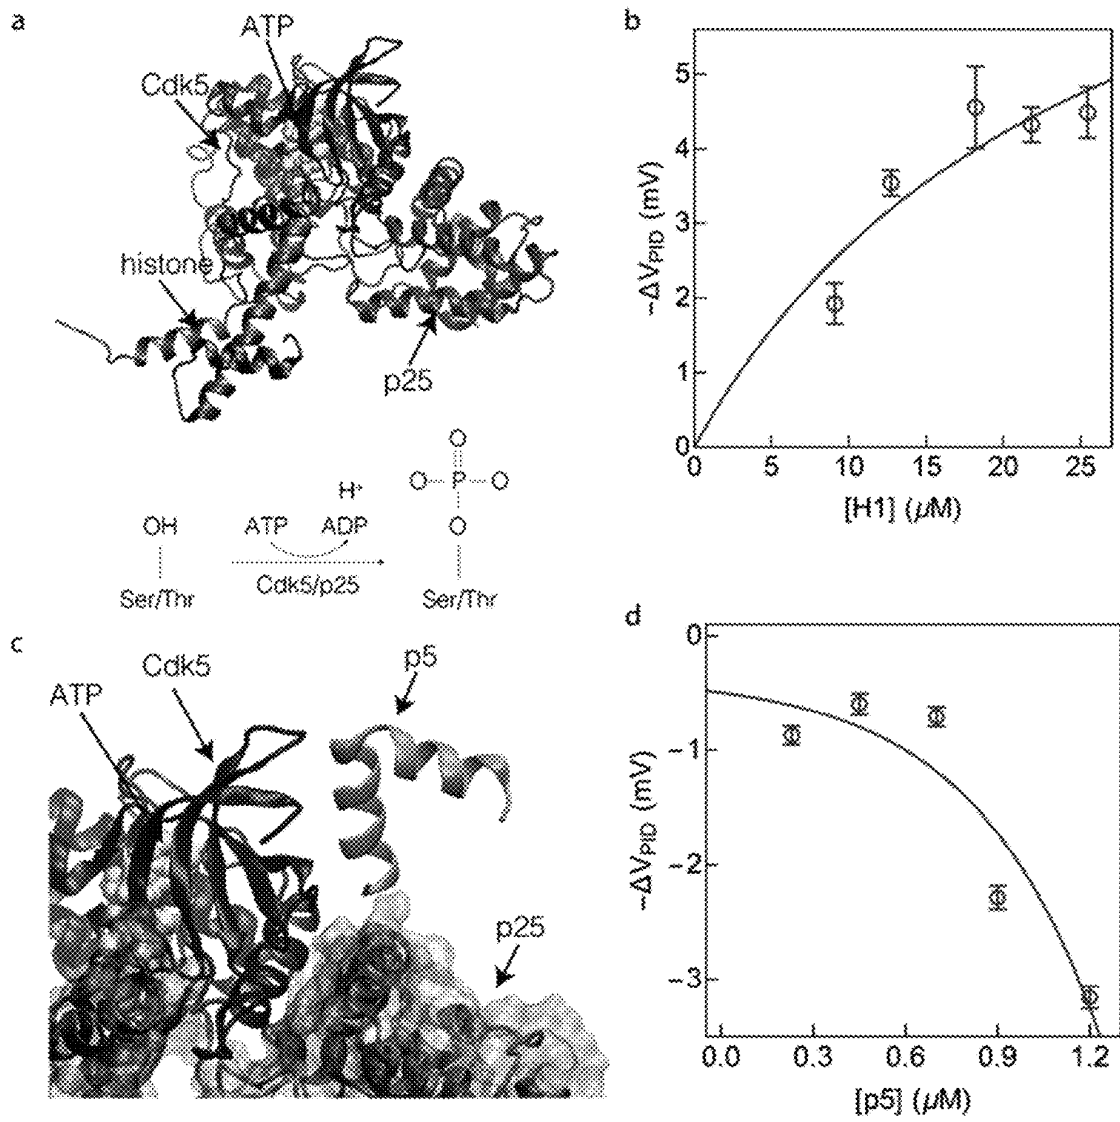 a
ATP
Cdk5
histone
p25
O
O P O
H⁺
OH ATP ADP O
Cdk5/p25
Ser/Thr Ser/Thr
b
5
4
3
2
1
0
-ΔV_PID (mV)
0 5 10 15 20 25
[H1] (μM)
c
Cdk5
p5
ATP
p25
d
0
-1
-2
-3
-ΔV_PID (mV)
0.0 0.3 0.6 0.9 1.2
[p5] (μM)